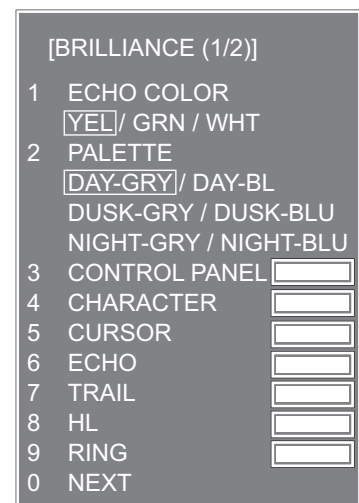 [BRILLIANCE (1/2)]
1 ECHO COLOR
YEL / GRN / WHT
2 PALETTE
DAY-GRY / DAY-BL
DUSK-GRY / DUSK-BLU
NIGHT-GRY / NIGHT-BLU
3 CONTROL PANEL
4 CHARACTER
5 CURSOR
6 ECHO
7 TRAIL
8 HL
9 RING
0 NEXT